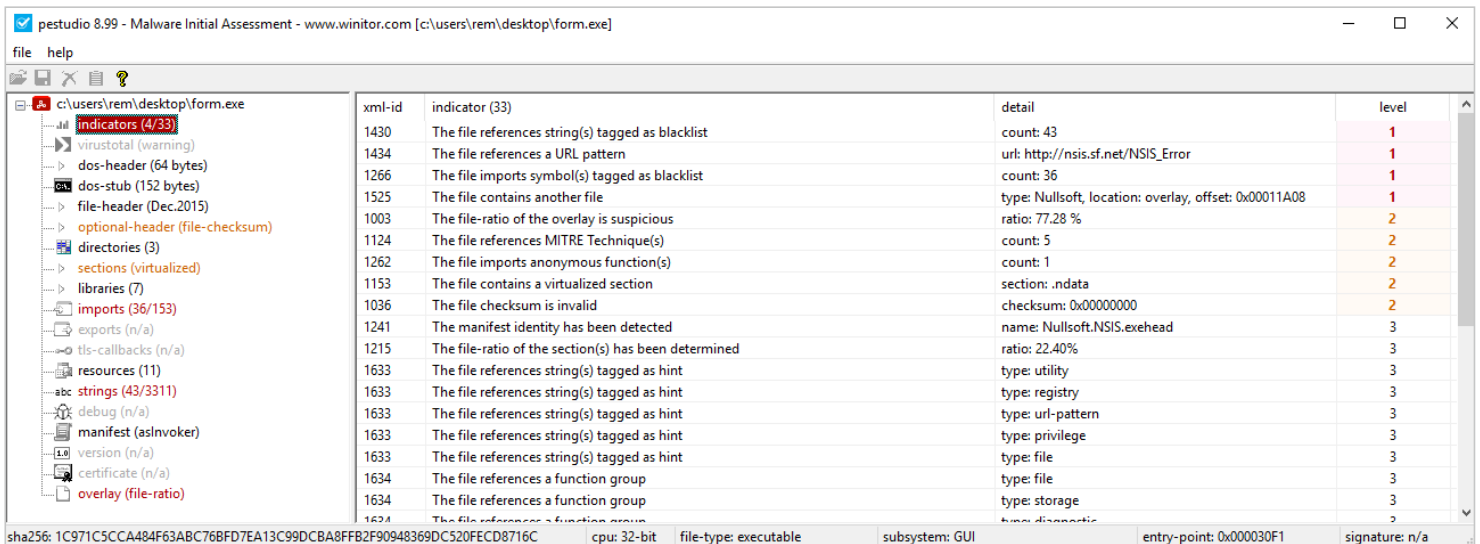 pestudio 8.99 - Malware Initial Assessment - www.winitor.com [c:\users\rem\desktop\form.exe]
file help
c:\users\rem\desktop\form.exe
indicators (4/33)
virustotal (warning)
dos-header (64 bytes)
dos-stub (152 bytes)
file-header (Dec.2015)
optional-header (file-checksum)
directories (3)
sections (virtualized)
libraries (7)
imports (36/153)
exports (n/a)
tls-callbacks (n/a)
resources (11)
abc strings (43/3311)
debug (n/a)
manifest (asInvoker)
1.0 version (n/a)
certificate (n/a)
overlay (file-ratio)
xml-id indicator (33) detail level
1430 The file references string(s) tagged as blacklist count: 43 1
1434 The file references a URL pattern url: http://nsis.sf.net/NSIS_Error 1
1266 The file imports symbol(s) tagged as blacklist count: 36 1
1525 The file contains another file type: Nullsoft, location: overlay, offset: 0x00011A08 1
1003 The file-ratio of the overlay is suspicious ratio: 77.28 % 2
1124 The file references MITRE Technique(s) count: 5 2
1262 The file imports anonymous function(s) count: 1 2
1153 The file contains a virtualized section section: .ndata 2
1036 The file checksum is invalid checksum: 0x00000000 2
1241 The manifest identity has been detected name: Nullsoft.NSIS.exehead 3
1215 The file-ratio of the section(s) has been determined ratio: 22.40% 3
1633 The file references string(s) tagged as hint type: utility 3
1633 The file references string(s) tagged as hint type: registry 3
1633 The file references string(s) tagged as hint type: url-pattern 3
1633 The file references string(s) tagged as hint type: privilege 3
1633 The file references string(s) tagged as hint type: file 3
1634 The file references a function group type: file 3
1634 The file references a function group type: storage 3
1634 The file references a function group type: diagnostic 3
sha256: 1C971C5CCA484F63ABC76BFD7EA13C99DCBA8FFB2F90948369DC520FECD8716C cpu: 32-bit file-type: executable subsystem: GUI entry-point: 0x000030F1 signature: n/a